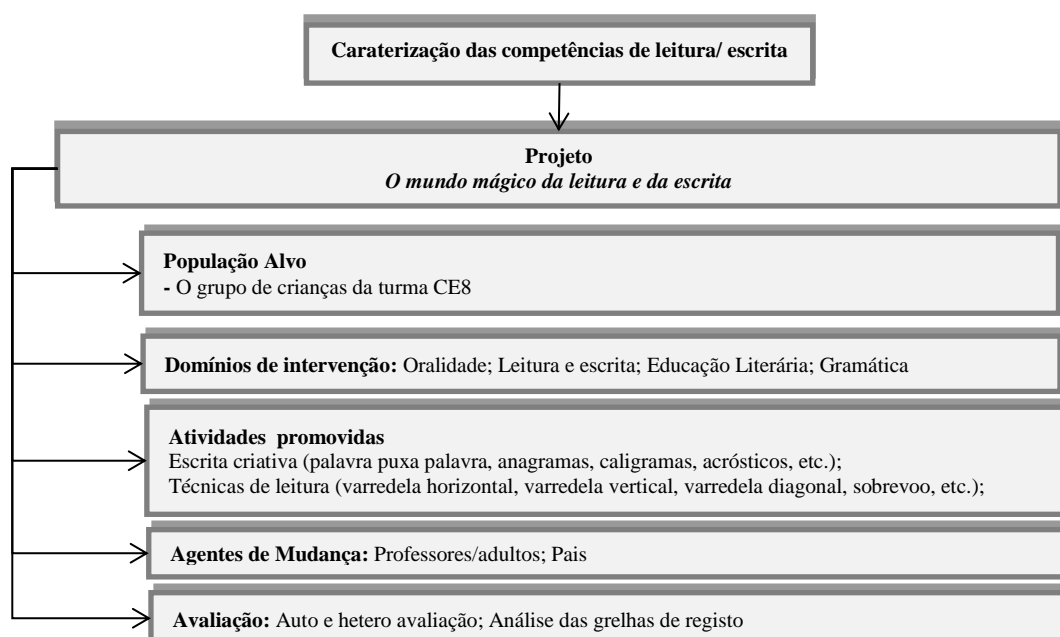 Caraterização das competências de leitura/ escrita
Projeto
O mundo mágico da leitura e da escrita
População Alvo
- O grupo de crianças da turma CE8
Domínios de intervenção: Oralidade; Leitura e escrita; Educação Literária; Gramática
Atividades promovidas
Escrita criativa (palavra puxa palavra, anagramas, caligramas, acrósticos, etc.);
Técnicas de leitura (varredela horizontal, varredela vertical, varredela diagonal, sobrevoo, etc.);
Agentes de Mudança: Professores/adultos; Pais
Avaliação: Auto e hetero avaliação; Análise das grelhas de registo